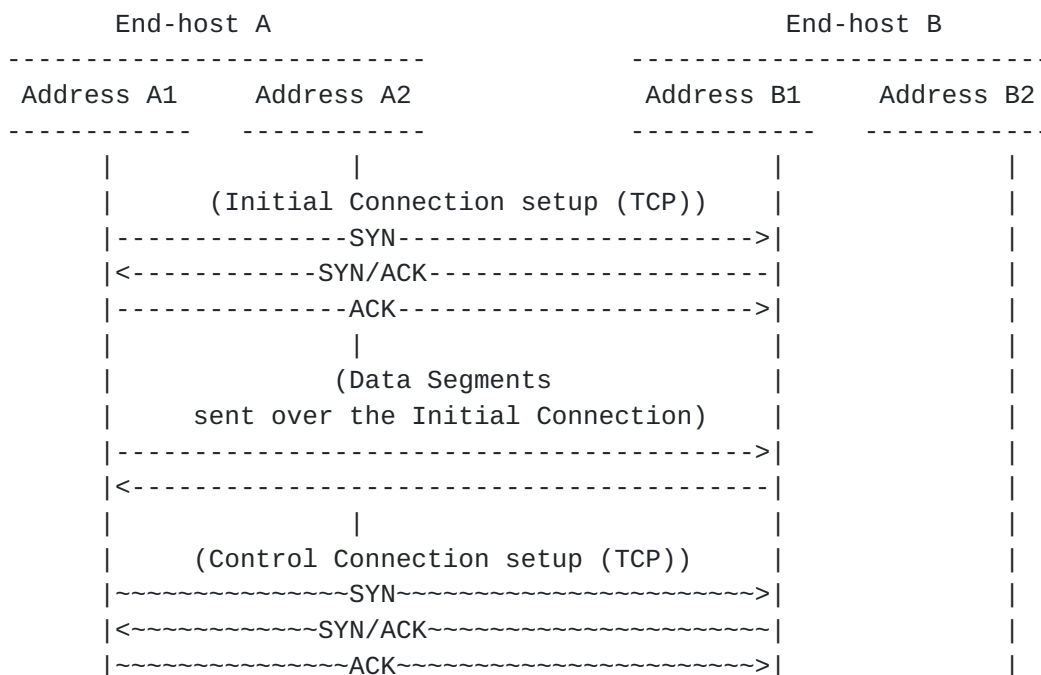 End-host A                                 End-host B
---------------------------             ---------------------------
 Address A1     Address A2               Address B1     Address B2
------------   ------------             ------------   ------------
      |               |                          |              |
      |      (Initial Connection setup (TCP))    |              |
      |---------------SYN----------------------->|              |
      |<------------SYN/ACK----------------------|              |
      |---------------ACK----------------------->|              |
      |               |                          |              |
      |              (Data Segments              |              |
      |     sent over the Initial Connection)    |              |
      |----------------------------------------->|              |
      |<-----------------------------------------|              |
      |               |                          |              |
      |     (Control Connection setup (TCP))     |              |
      |~~~~~~~~~~~~~~~SYN~~~~~~~~~~~~~~~~~~~~~~~>|              |
      |<~~~~~~~~~~~~SYN/ACK~~~~~~~~~~~~~~~~~~~~~~|              |
      |~~~~~~~~~~~~~~~ACK~~~~~~~~~~~~~~~~~~~~~~~>|              |